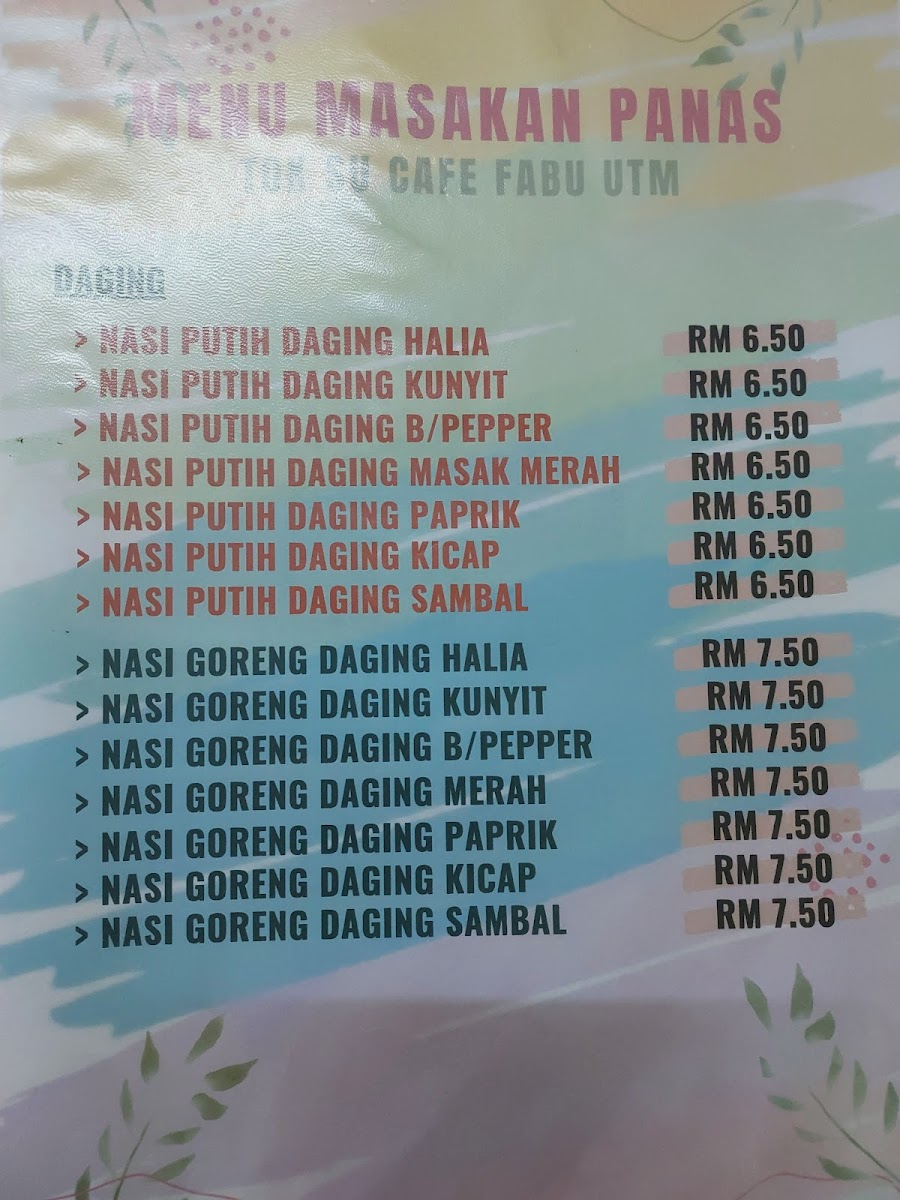 MENU MASAKAN PANAS
TOK SU CAFE FABU UTM
DAGING
> NASI PUTIH DAGING HALIA RM 6.50
> NASI PUTIH DAGING KUNYIT RM 6.50
> NASI PUTIH DAGING B/PEPPER RM 6.50
> NASI PUTIH DAGING MASAK MERAH RM 6.50
> NASI PUTIH DAGING PAPRIK RM 6.50
> NASI PUTIH DAGING KICAP RM 6.50
> NASI PUTIH DAGING SAMBAL RM 6.50
> NASI GORENG DAGING HALIA RM 7.50
> NASI GORENG DAGING KUNYIT RM 7.50
> NASI GORENG DAGING B/PEPPER RM 7.50
> NASI GORENG DAGING MERAH RM 7.50
> NASI GORENG DAGING PAPRIK RM 7.50
> NASI GORENG DAGING KICAP RM 7.50
> NASI GORENG DAGING SAMBAL RM 7.50